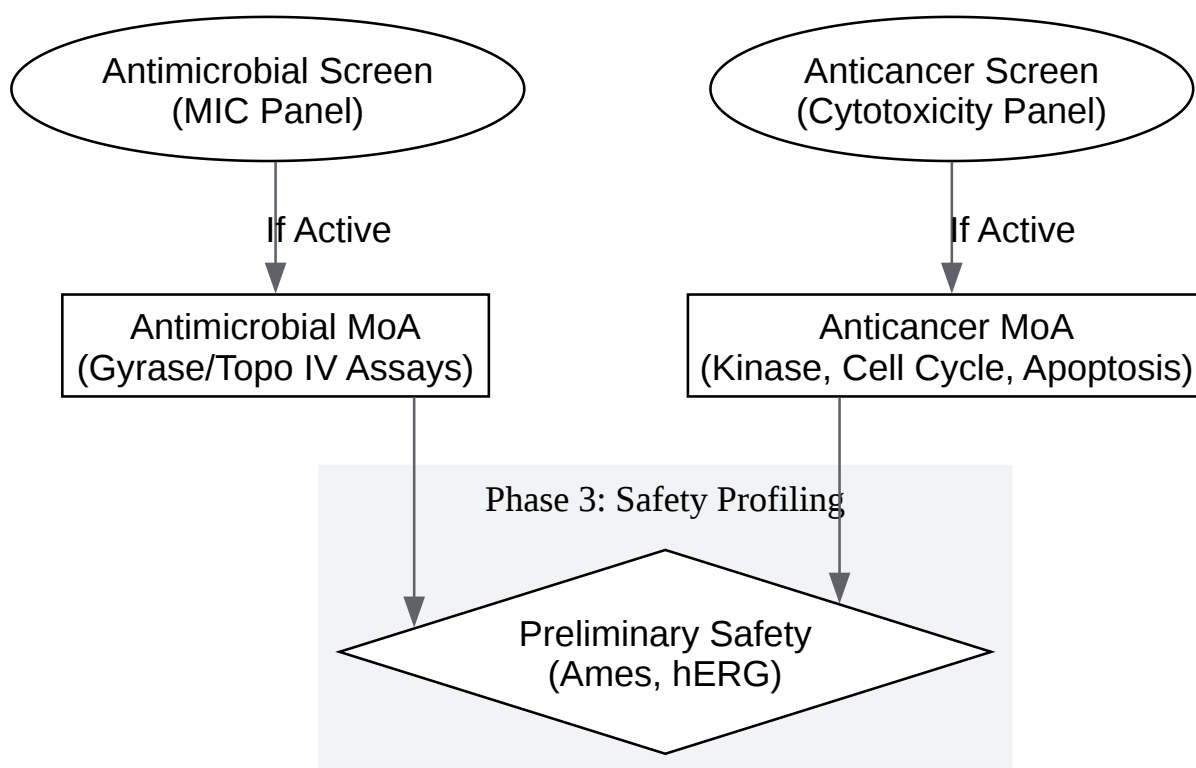 Antimicrobial Screen
(MIC Panel)
Anticancer Screen
(Cytotoxicity Panel)
If Active
If Active
Antimicrobial MoA
(Gyrase/Topo IV Assays)
Anticancer MoA
(Kinase, Cell Cycle, Apoptosis)
Phase 3: Safety Profiling
Preliminary Safety
(Ames, hERG)